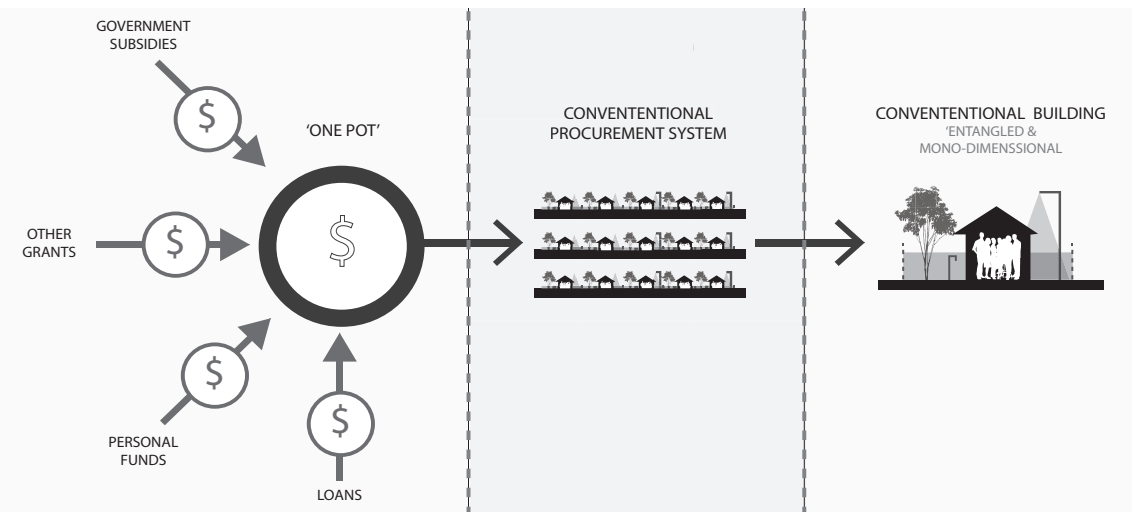 GOVERNMENT
SUBSIDIES
$
'ONE POT'
$
OTHER
GRANTS
$
$
PERSONAL
FUNDS
$
LOANS
CONVENTENTIONAL
PROCUREMENT SYSTEM
CONVENTENTIONAL BUILDING
'ENTANGLED &
MONO-DIMENSSIONAL